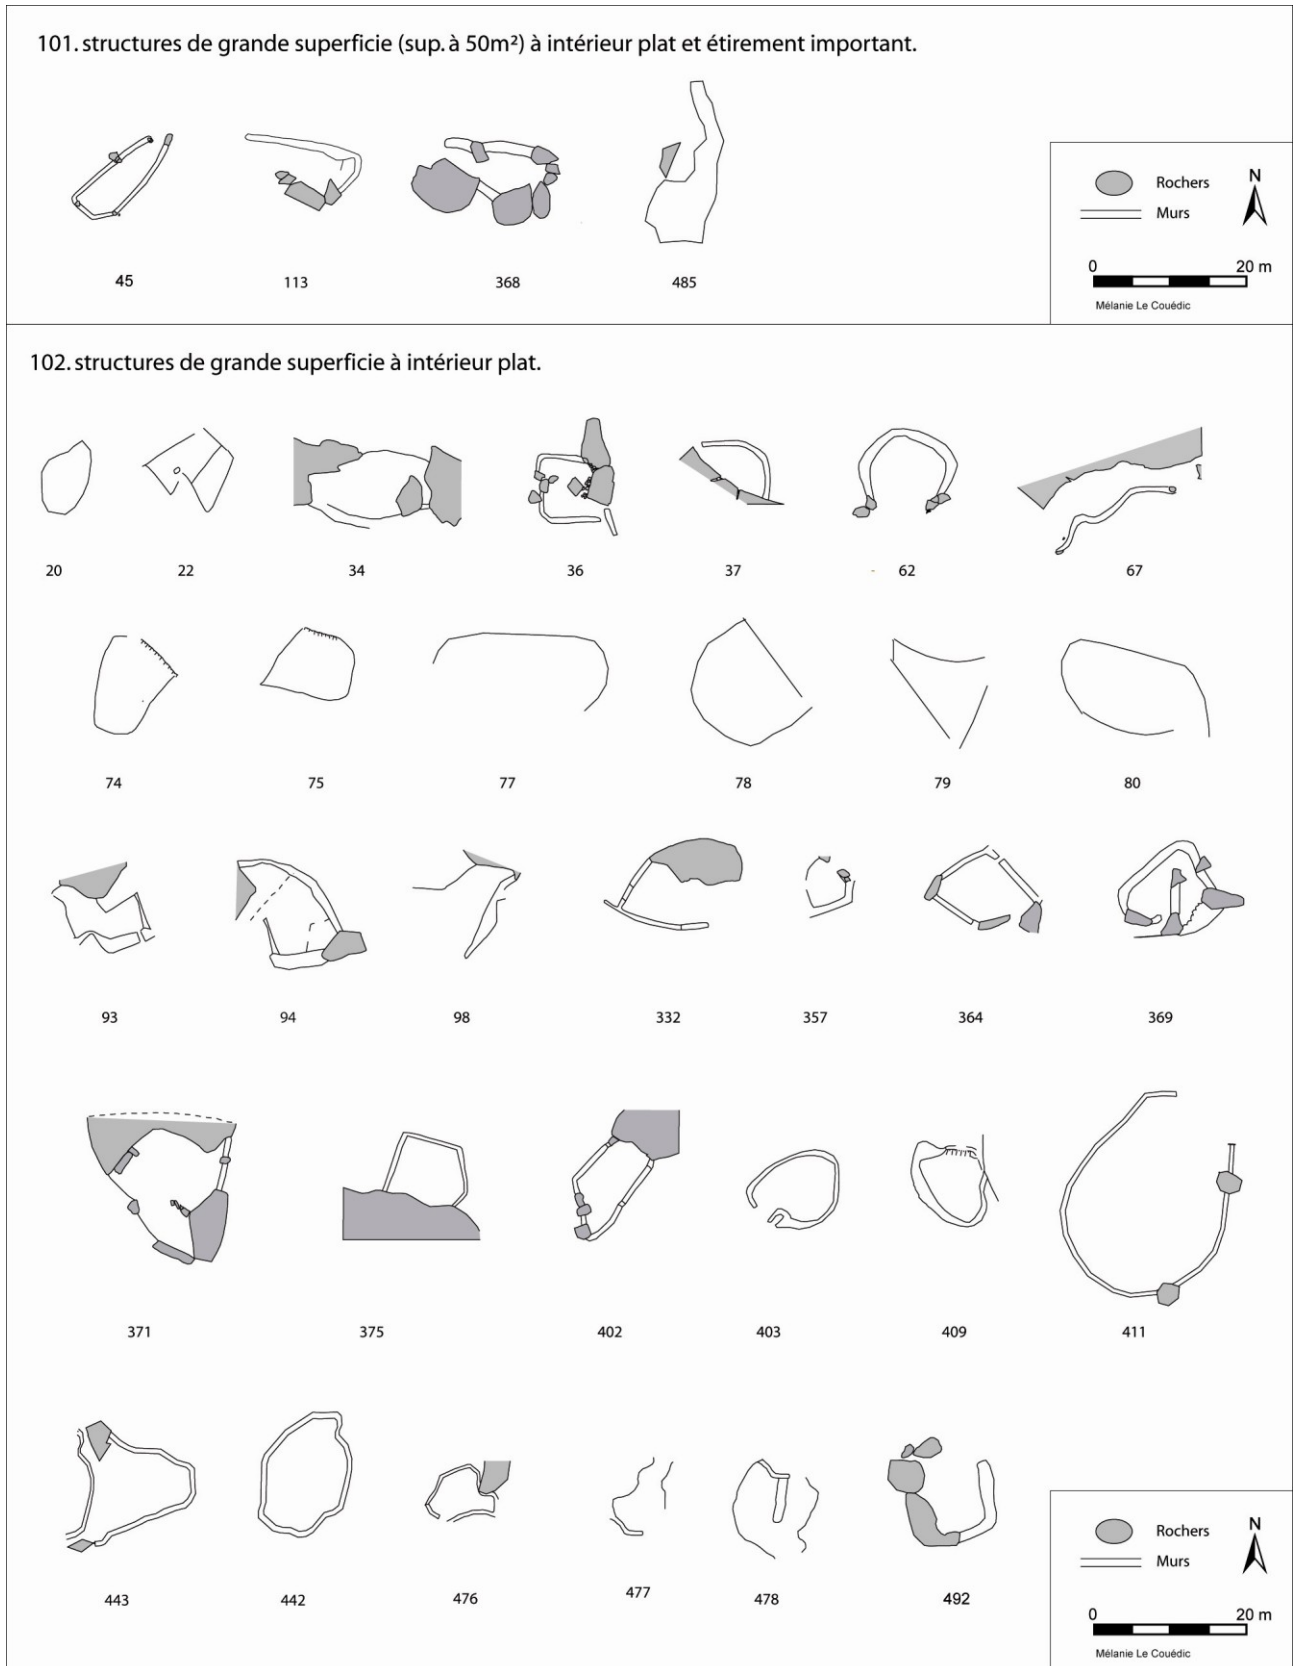 101. structures de grande superficie (sup. à 50m²) à intérieur plat et étirement important.
45 113 368 485
Rochers
Murs
N
0 20 m
Mélanie Le Couédic
102. structures de grande superficie à intérieur plat.
20 22 34 36 37 62 67
74 75 77 78 79 80
93 94 98 332 357 364 369
371 375 402 403 409 411
443 442 476 477 478 492
Rochers
Murs
N
0 20 m
Mélanie Le Couédic